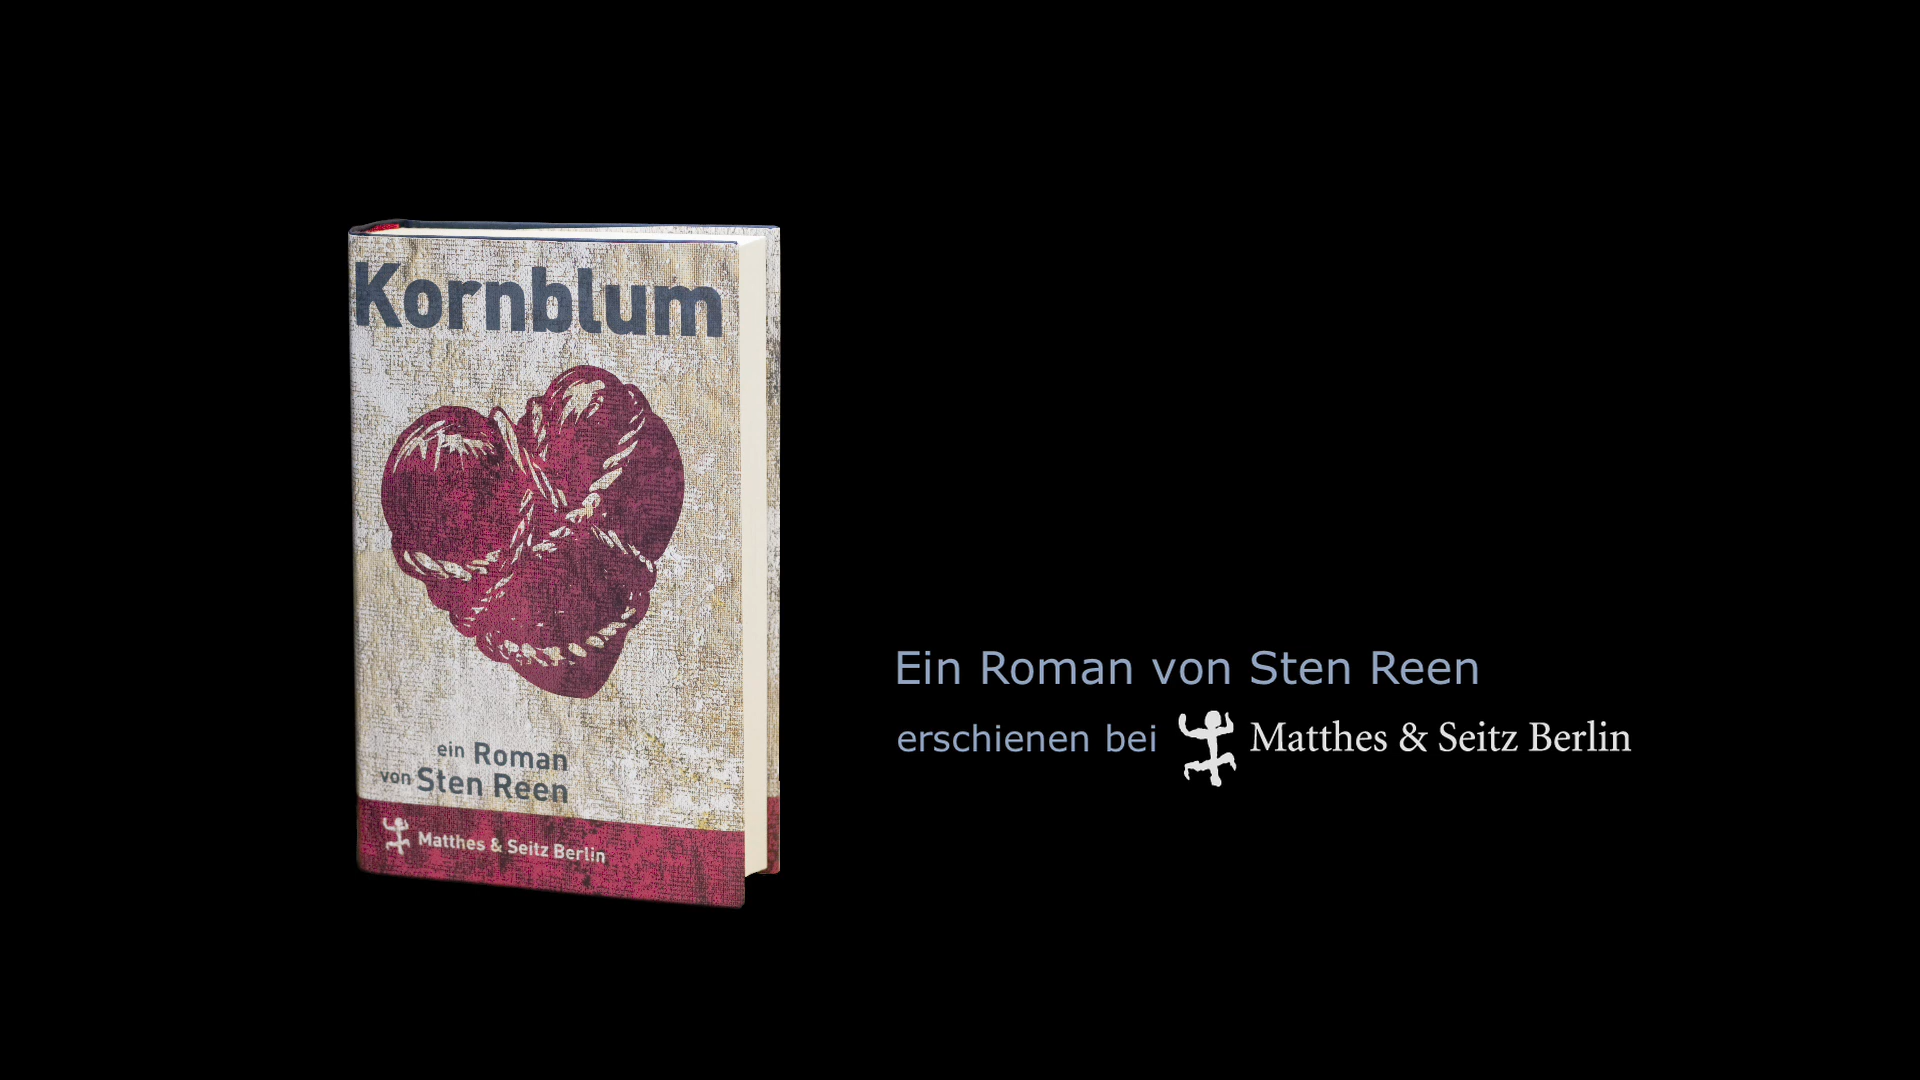 Kornblum
ein Roman
von Sten Reen
Matthes & Seitz Berlin
Ein Roman von Sten Reen
erschienen bei Matthes & Seitz Berlin